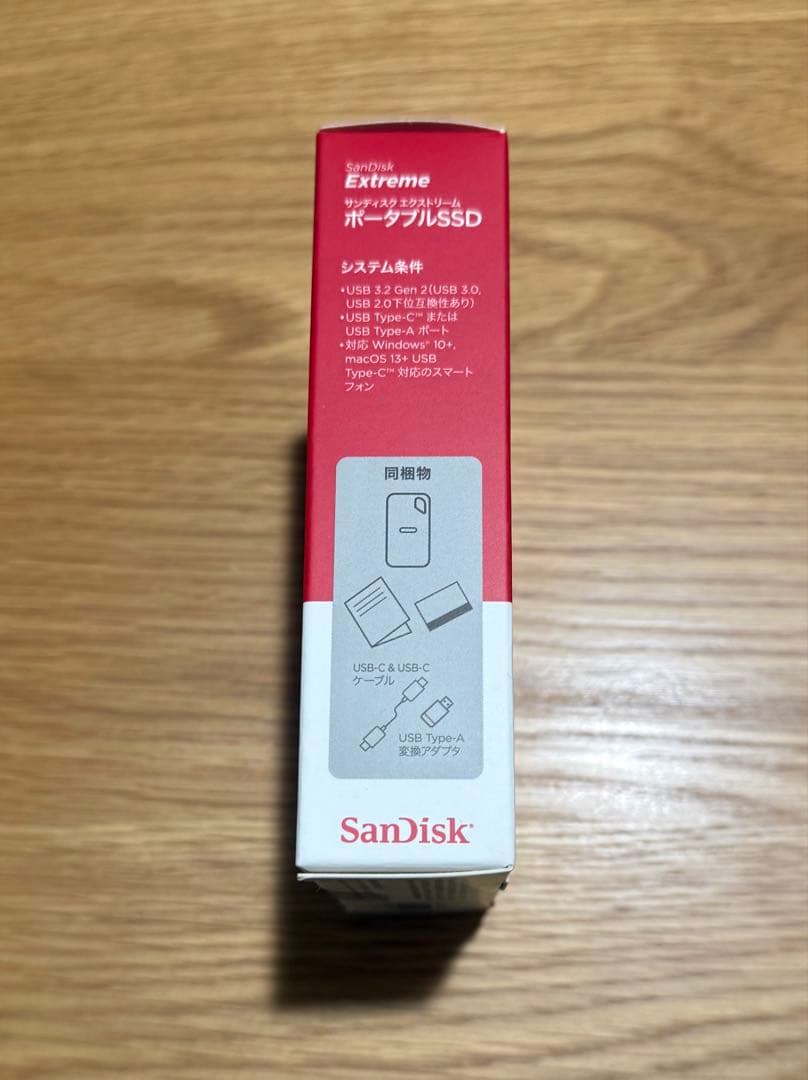 SanDisk
Extreme
サンディスク エクストリーム
ポータブルSSD
システム条件
•USB 3.2 Gen 2(USB 3.0,
USB 2.0下位互換性あり)
•USB Type-C™ または
USB Type-A ポート
•対応 Windows® 10+,
macOS 13+ USB
Type-C™ 対応のスマート
フォン
同梱物
USB-C & USB-C
ケーブル
USB Type-A
変換アダプタ
SanDisk®